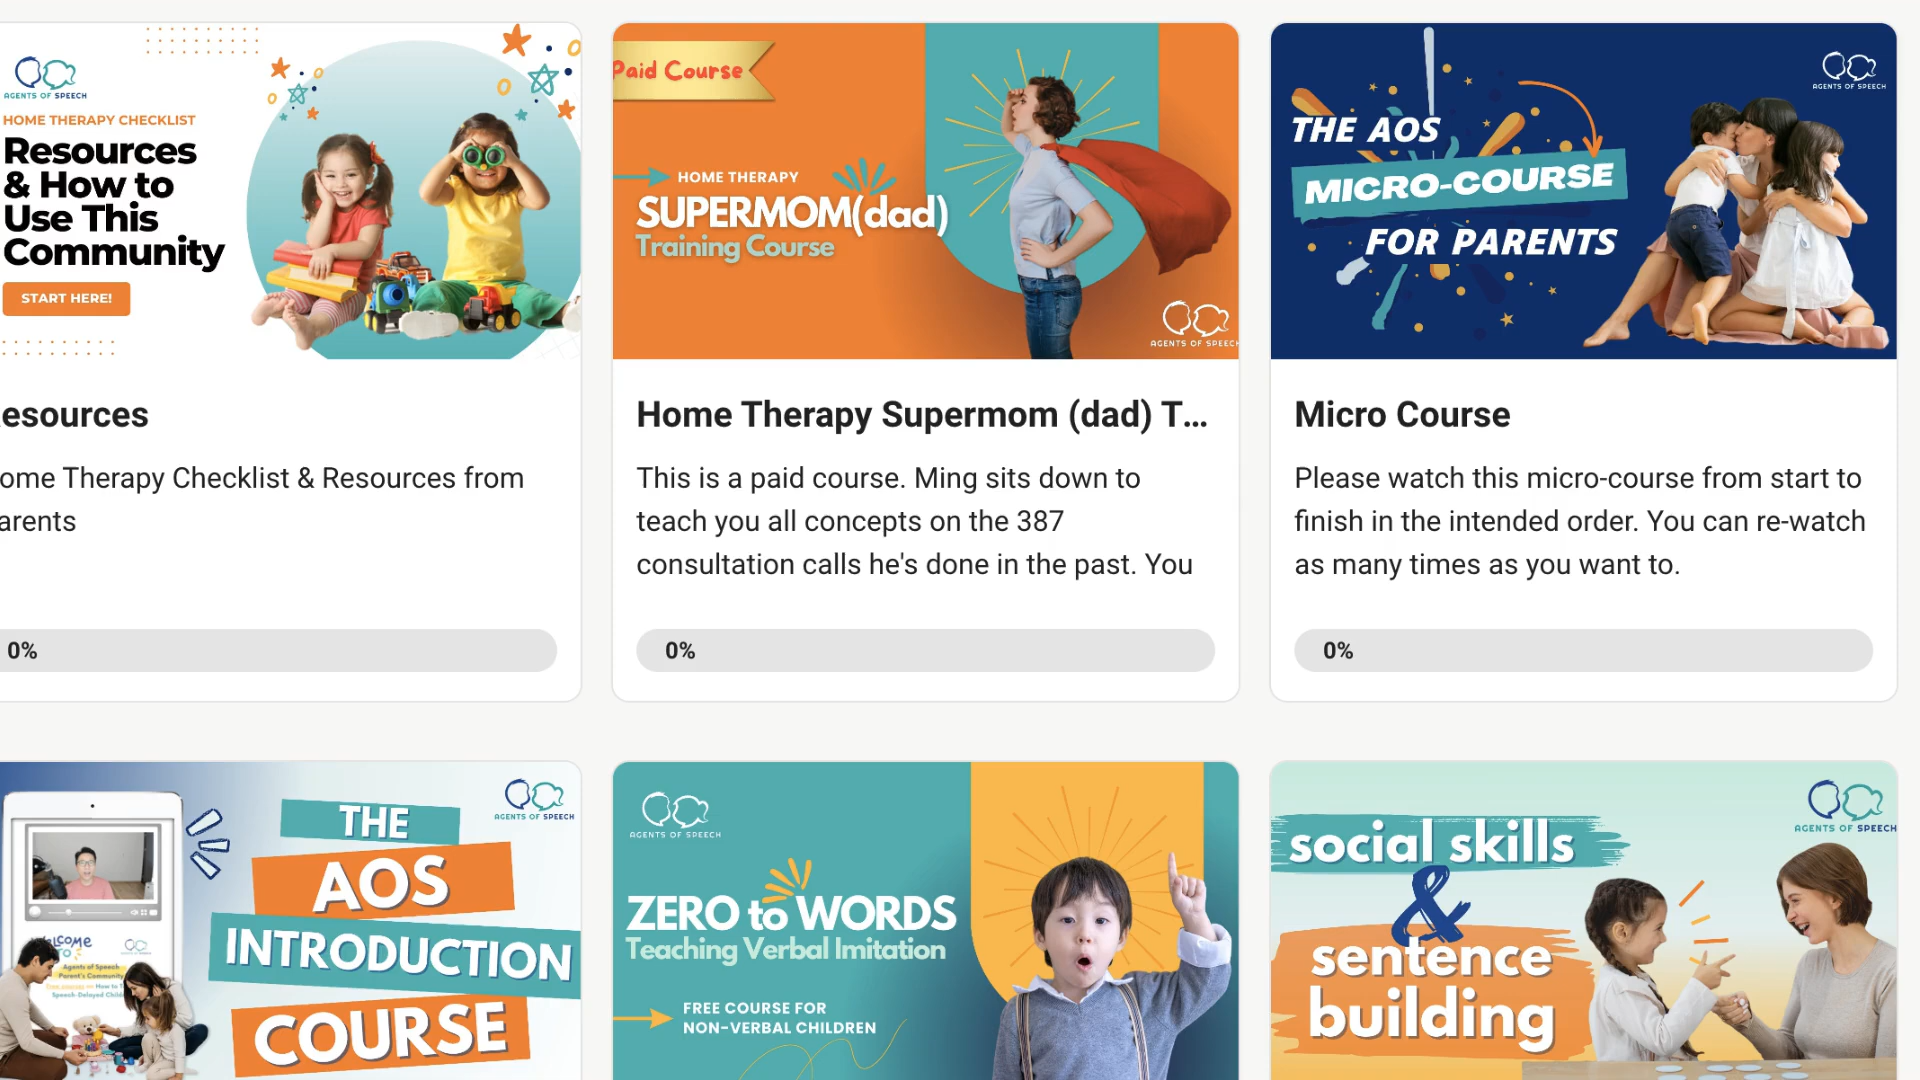 AGENTS OF SPEECH
HOME THERAPY CHECKLIST
Resources
& How to
Use This
Community
START HERE!
esources
ome Therapy Checklist & Resources from
arents
0%
Paid Course
HOME THERAPY
SUPERMOM(dad)
Training Course
AGENTS OF SPEECH
Home Therapy Supermom (dad) T...
This is a paid course. Ming sits down to
teach you all concepts on the 387
consultation calls he's done in the past. You
0%
AGENTS OF SPEECH
THE AOS
MICRO-COURSE
FOR PARENTS
Micro Course
Please watch this micro-course from start to
finish in the intended order. You can re-watch
as many times as you want to.
0%
AGENTS OF SPEECH
THE
AOS
INTRODUCTION
COURSE
Agents of Speech
Parent's Community
AGENTS OF SPEECH
ZERO to WORDS
Teaching Verbal Imitation
FREE COURSE FOR
NON-VERBAL CHILDREN
AGENTS OF SPEECH
social skills
&
sentence
building